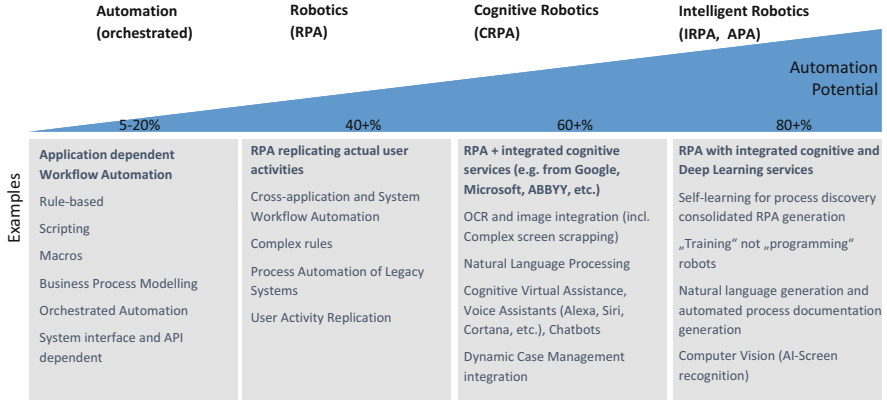 Automation
(orchestrated)
Robotics
(RPA)
Cognitive Robotics
(CRPA)
Intelligent Robotics
(IRPA, APA)
Automation
Potential
5-20%
40+%
60+%
80+%
Examples
Application dependent
Workflow Automation
Rule-based
Scripting
Macros
Business Process Modelling
Orchestrated Automation
System interface and API
dependent
RPA replicating actual user
activities
Cross-application and System
Workflow Automation
Complex rules
Process Automation of Legacy
Systems
User Activity Replication
RPA + integrated cognitive
services (e.g. from Google,
Microsoft, ABBYY, etc.)
OCR and image integration (incl.
Complex screen scrapping)
Natural Language Processing
Cognitive Virtual Assistance,
Voice Assistants (Alexa, Siri,
Cortana, etc.), Chatbots
Dynamic Case Management
integration
RPA with integrated cognitive and
Deep Learning services
Self-learning for process discovery
consolidated RPA generation
„Training“ not „programming“
robots
Natural language generation and
automated process documentation
generation
Computer Vision (AI-Screen
recognition)